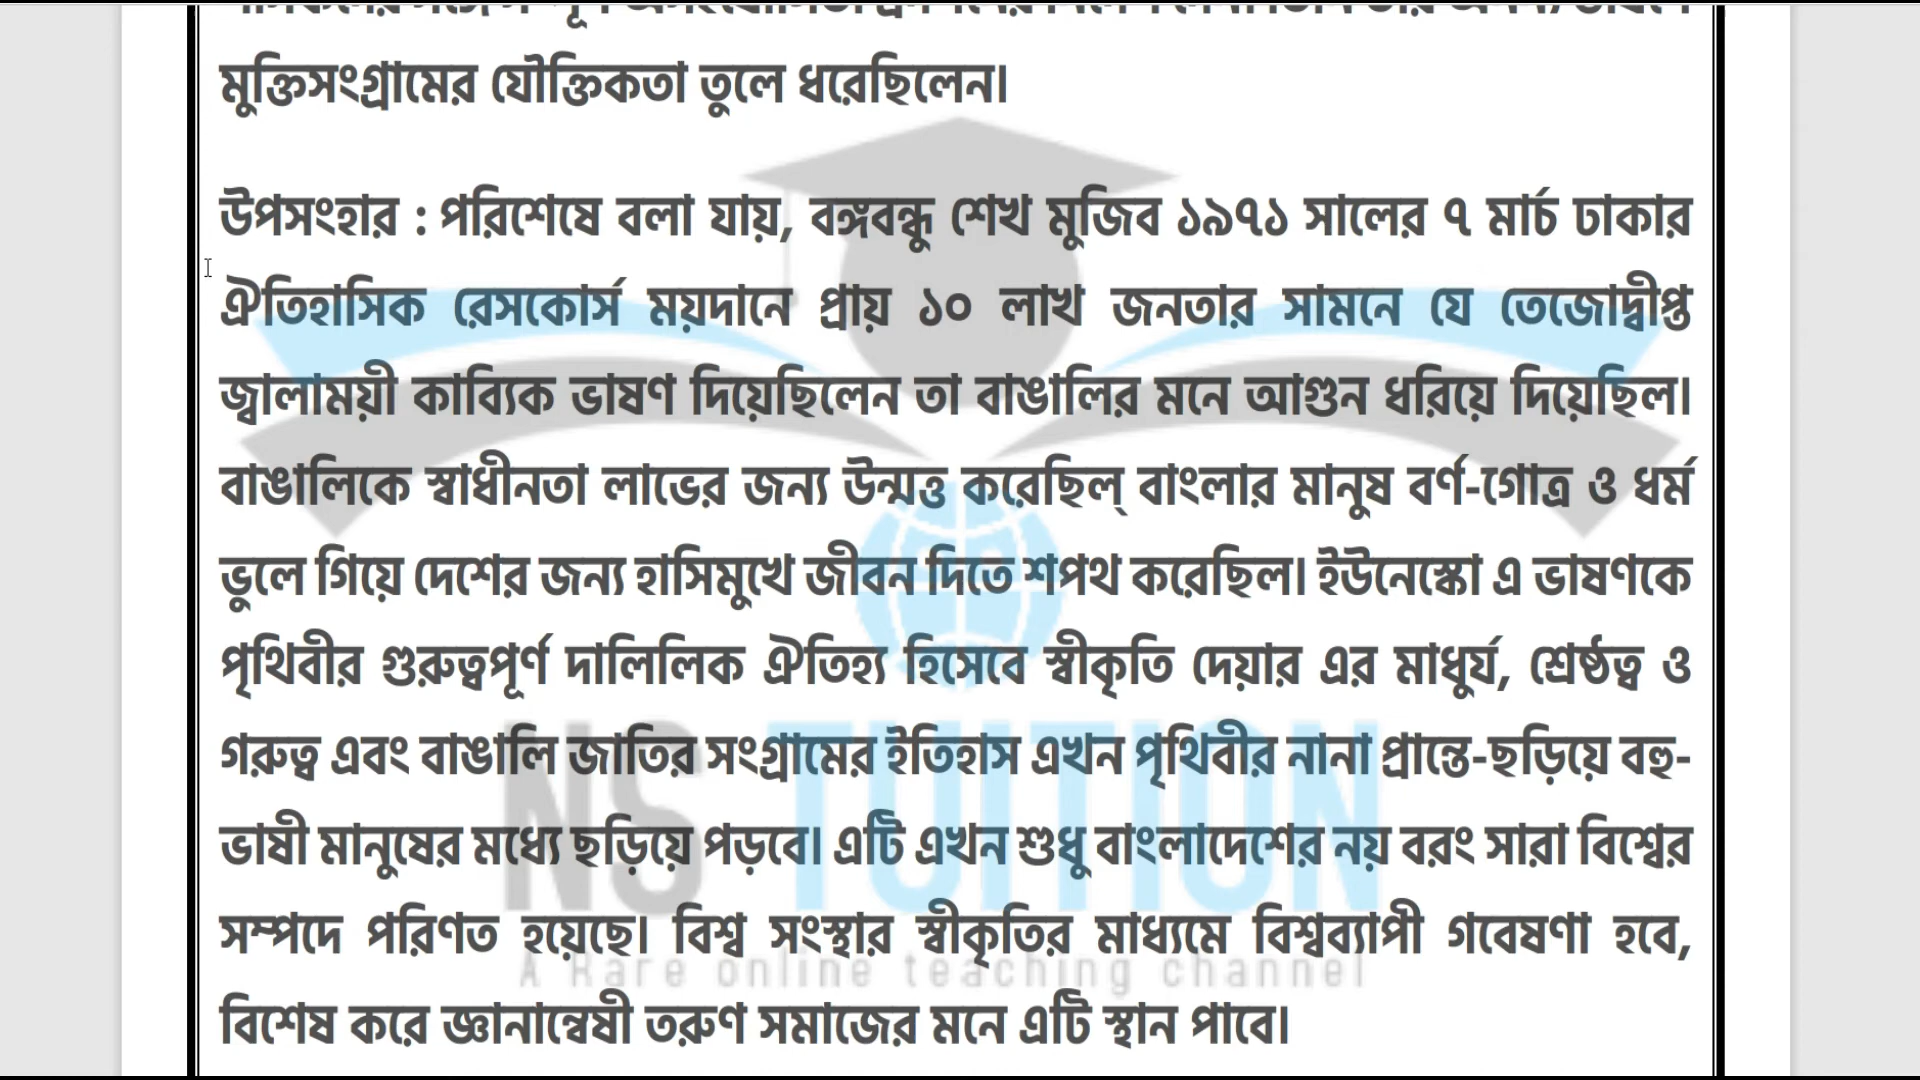 মুক্তিসংগ্রামের যৌক্তিকতা তুলে ধরেছিলেন।
উপসংহার : পরিশেষে বলা যায়, বঙ্গবন্ধু শেখ মুজিব ১৯৭১ সালের ৭ মার্চ ঢাকার
ঐতিহাসিক রেসকোর্স ময়দানে প্রায় ১০ লাখ জনতার সামনে যে তেজোদ্বীপ্ত
জ্বালাময়ী কাব্যিক ভাষণ দিয়েছিলেন তা বাঙালির মনে আগুন ধরিয়ে দিয়েছিল।
বাঙালিকে স্বাধীনতা লাভের জন্য উন্মত্ত করেছিল্ বাংলার মানুষ বর্ণ-গোত্র ও ধর্ম
ভুলে গিয়ে দেশের জন্য হাসিমুখে জীবন দিতে শপথ করেছিল। ইউনেস্কো এ ভাষণকে
পৃথিবীর গুরুত্বপূর্ণ দালিলিক ঐতিহ্য হিসেবে স্বীকৃতি দেয়ার এর মাধুর্য, শ্রেষ্ঠত্ব ও
গরুত্ব এবং বাঙালি জাতির সংগ্রামের ইতিহাস এখন পৃথিবীর নানা প্রান্তে-ছড়িয়ে বহু-
ভাষী মানুষের মধ্যে ছড়িয়ে পড়বে। এটি এখন শুধু বাংলাদেশের নয় বরং সারা বিশ্বের
সম্পদে পরিণত হয়েছে। বিশ্ব সংস্থার স্বীকৃতির মাধ্যমে বিশ্বব্যাপী গবেষণা হবে,
বিশেষ করে জ্ঞানান্বেষী তরুণ সমাজের মনে এটি স্থান পাবে।
NS TUITION
A Rare online teaching channel